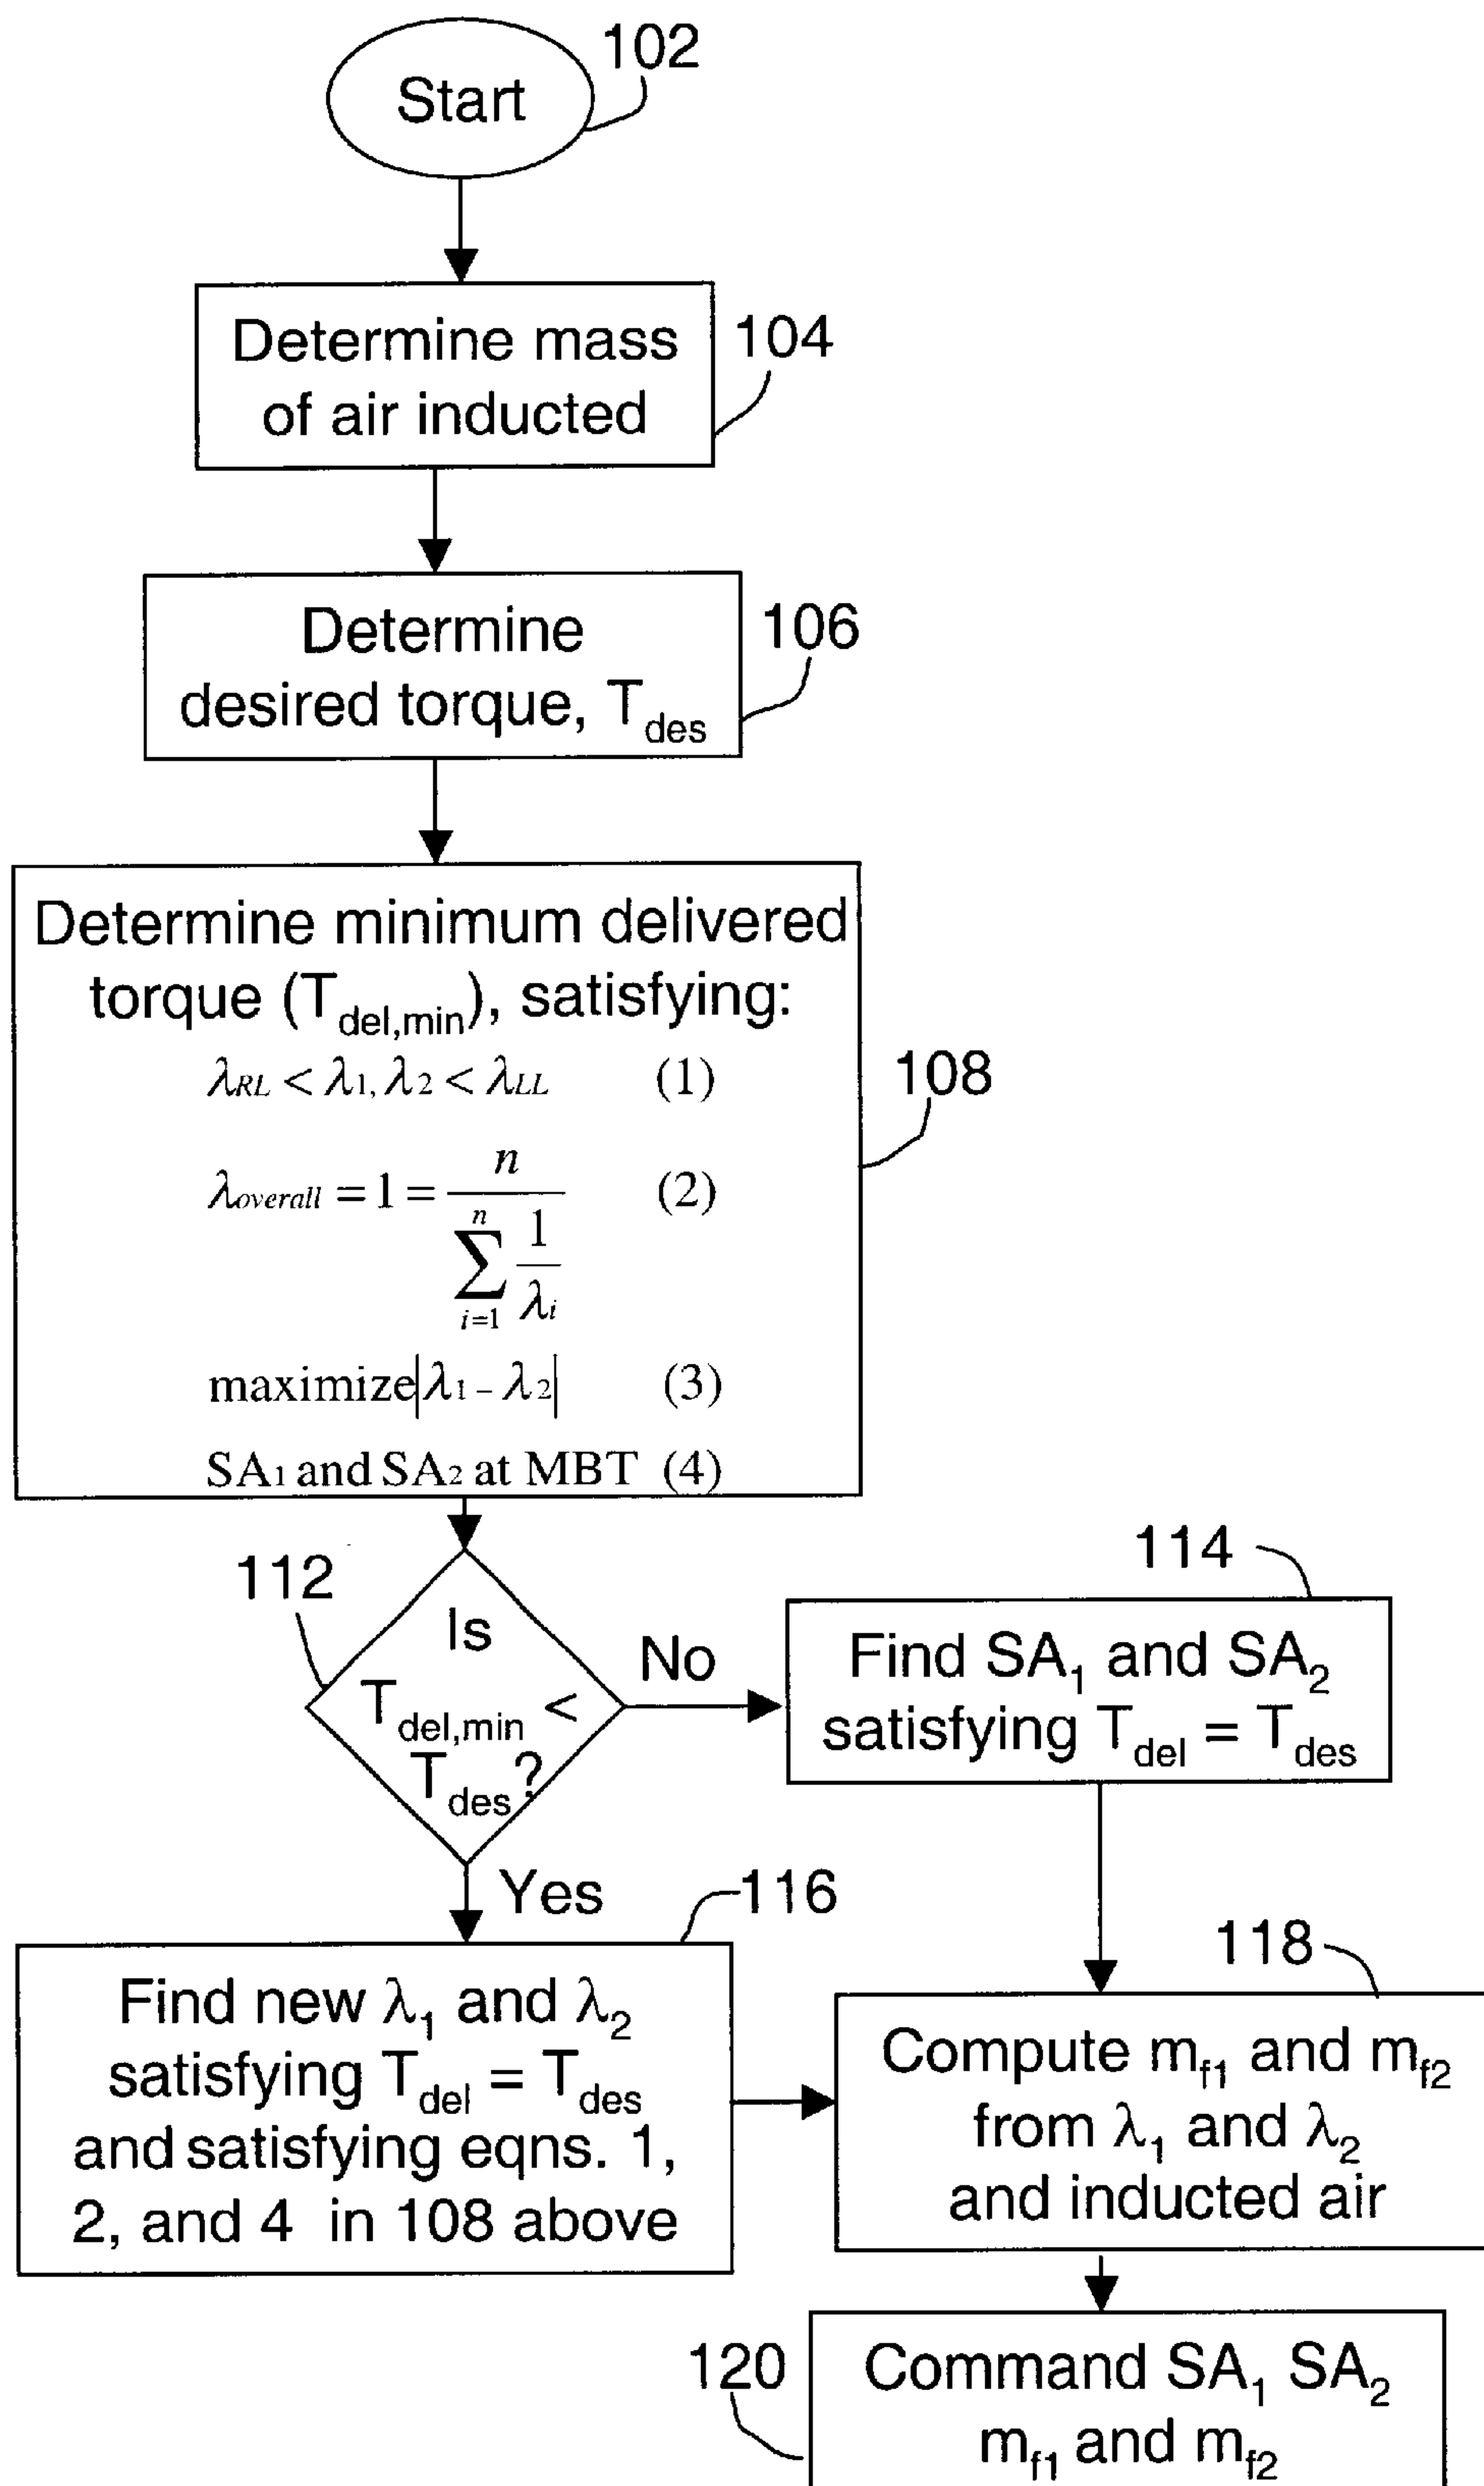 Start
102
Determine mass
of air inducted
104
Determine
desired torque, T_des
106
Determine minimum delivered
torque (T_del,min), satisfying:
λ_RL < λ_1, λ_2 < λ_LL (1)
λ_overall = 1 = n / ∑_{i=1}^{n} 1/λ_i (2)
maximize|λ_1 - λ_2| (3)
SA_1 and SA_2 at MBT (4)
108
112
Is
T_del,min <
T_des?
No
114
Find SA_1 and SA_2
satisfying T_del = T_des
Yes
116
Find new λ_1 and λ_2
satisfying T_del = T_des
and satisfying eqns. 1,
2, and 4 in 108 above
118
Compute m_f1 and m_f2
from λ_1 and λ_2
and inducted air
120
Command SA_1 SA_2
m_f1 and m_f2